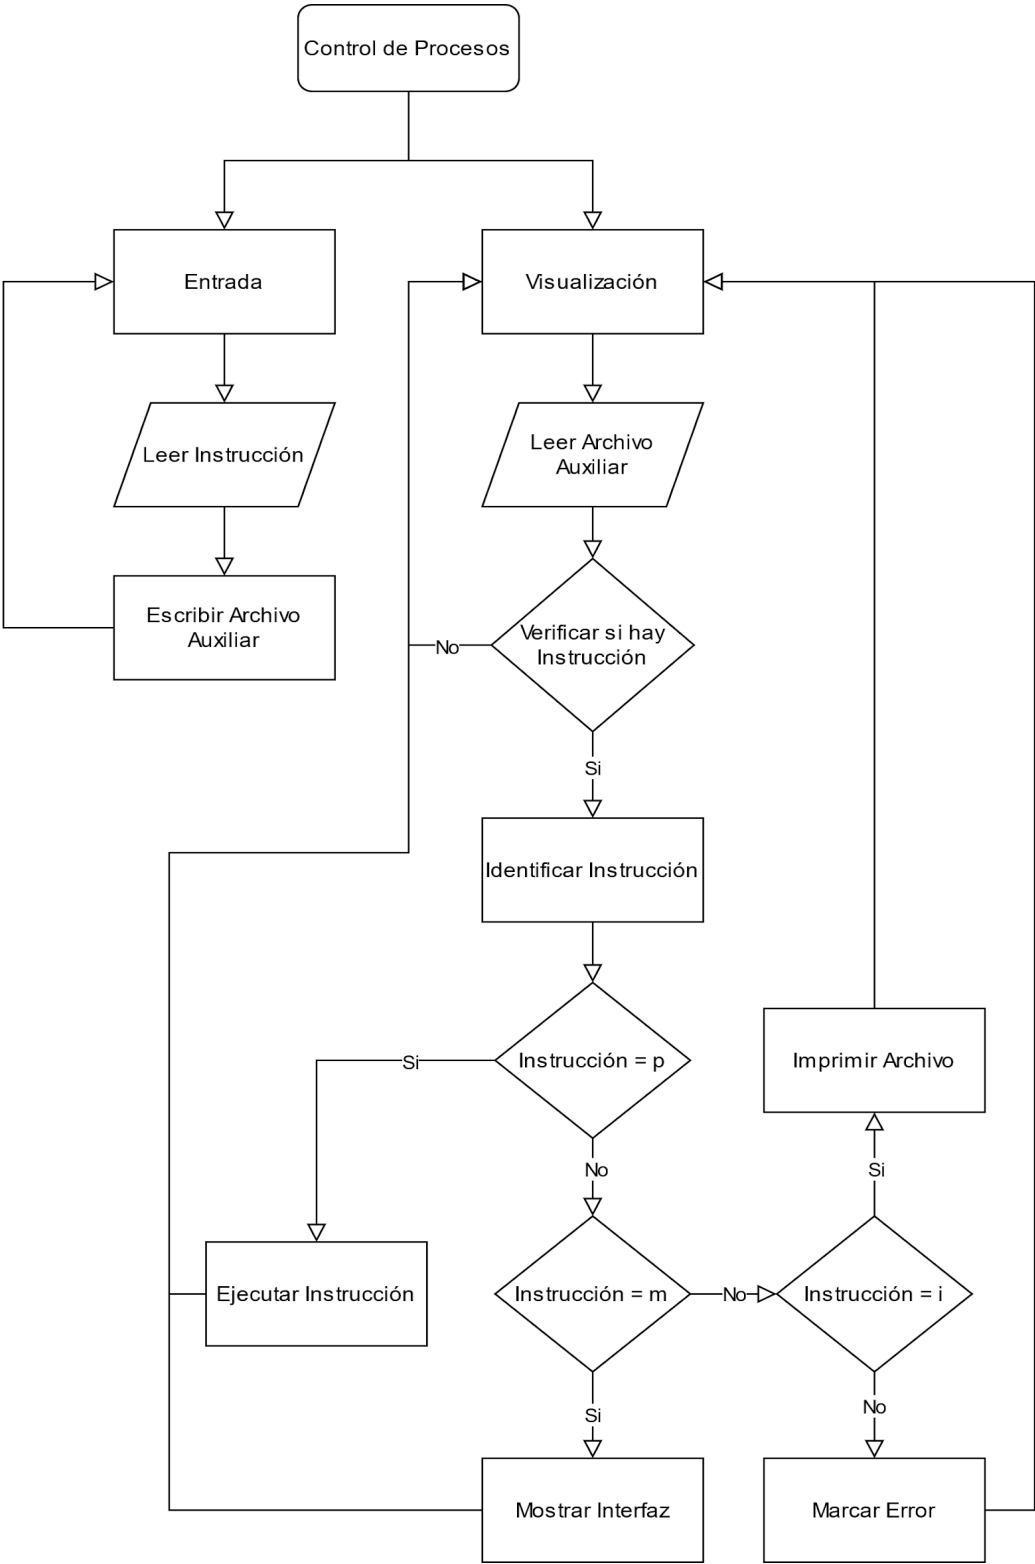 Control de Procesos
Entrada
Visualización
Leer Instrucción
Leer Archivo
Auxiliar
Escribir Archivo
Auxiliar
Verificar si hay
Instrucción
No
Si
Identificar Instrucción
Instrucción = p
Si
No
Imprimir Archivo
Si
Ejecutar Instrucción
Instrucción = m
No
Instrucción = i
Si
No
Mostrar Interfaz
Marcar Error